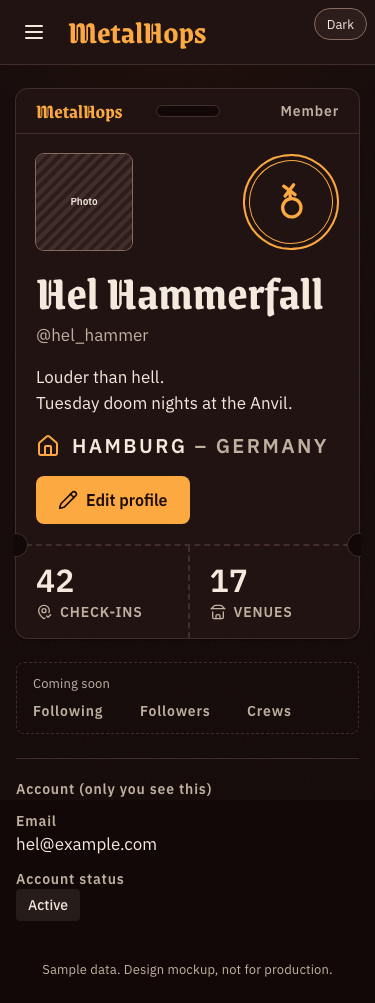 MetalHops
Dark
MetalHops
Member
Photo
Hel Hammerfall
@hel_hammer
Louder than hell.
Tuesday doom nights at the Anvil.
HAMBURG – GERMANY
Edit profile
42
CHECK-INS
17
VENUES
Coming soon
Following
Followers
Crews
Account (only you see this)
Email
hel@example.com
Account status
Active
Sample data. Design mockup, not for production.